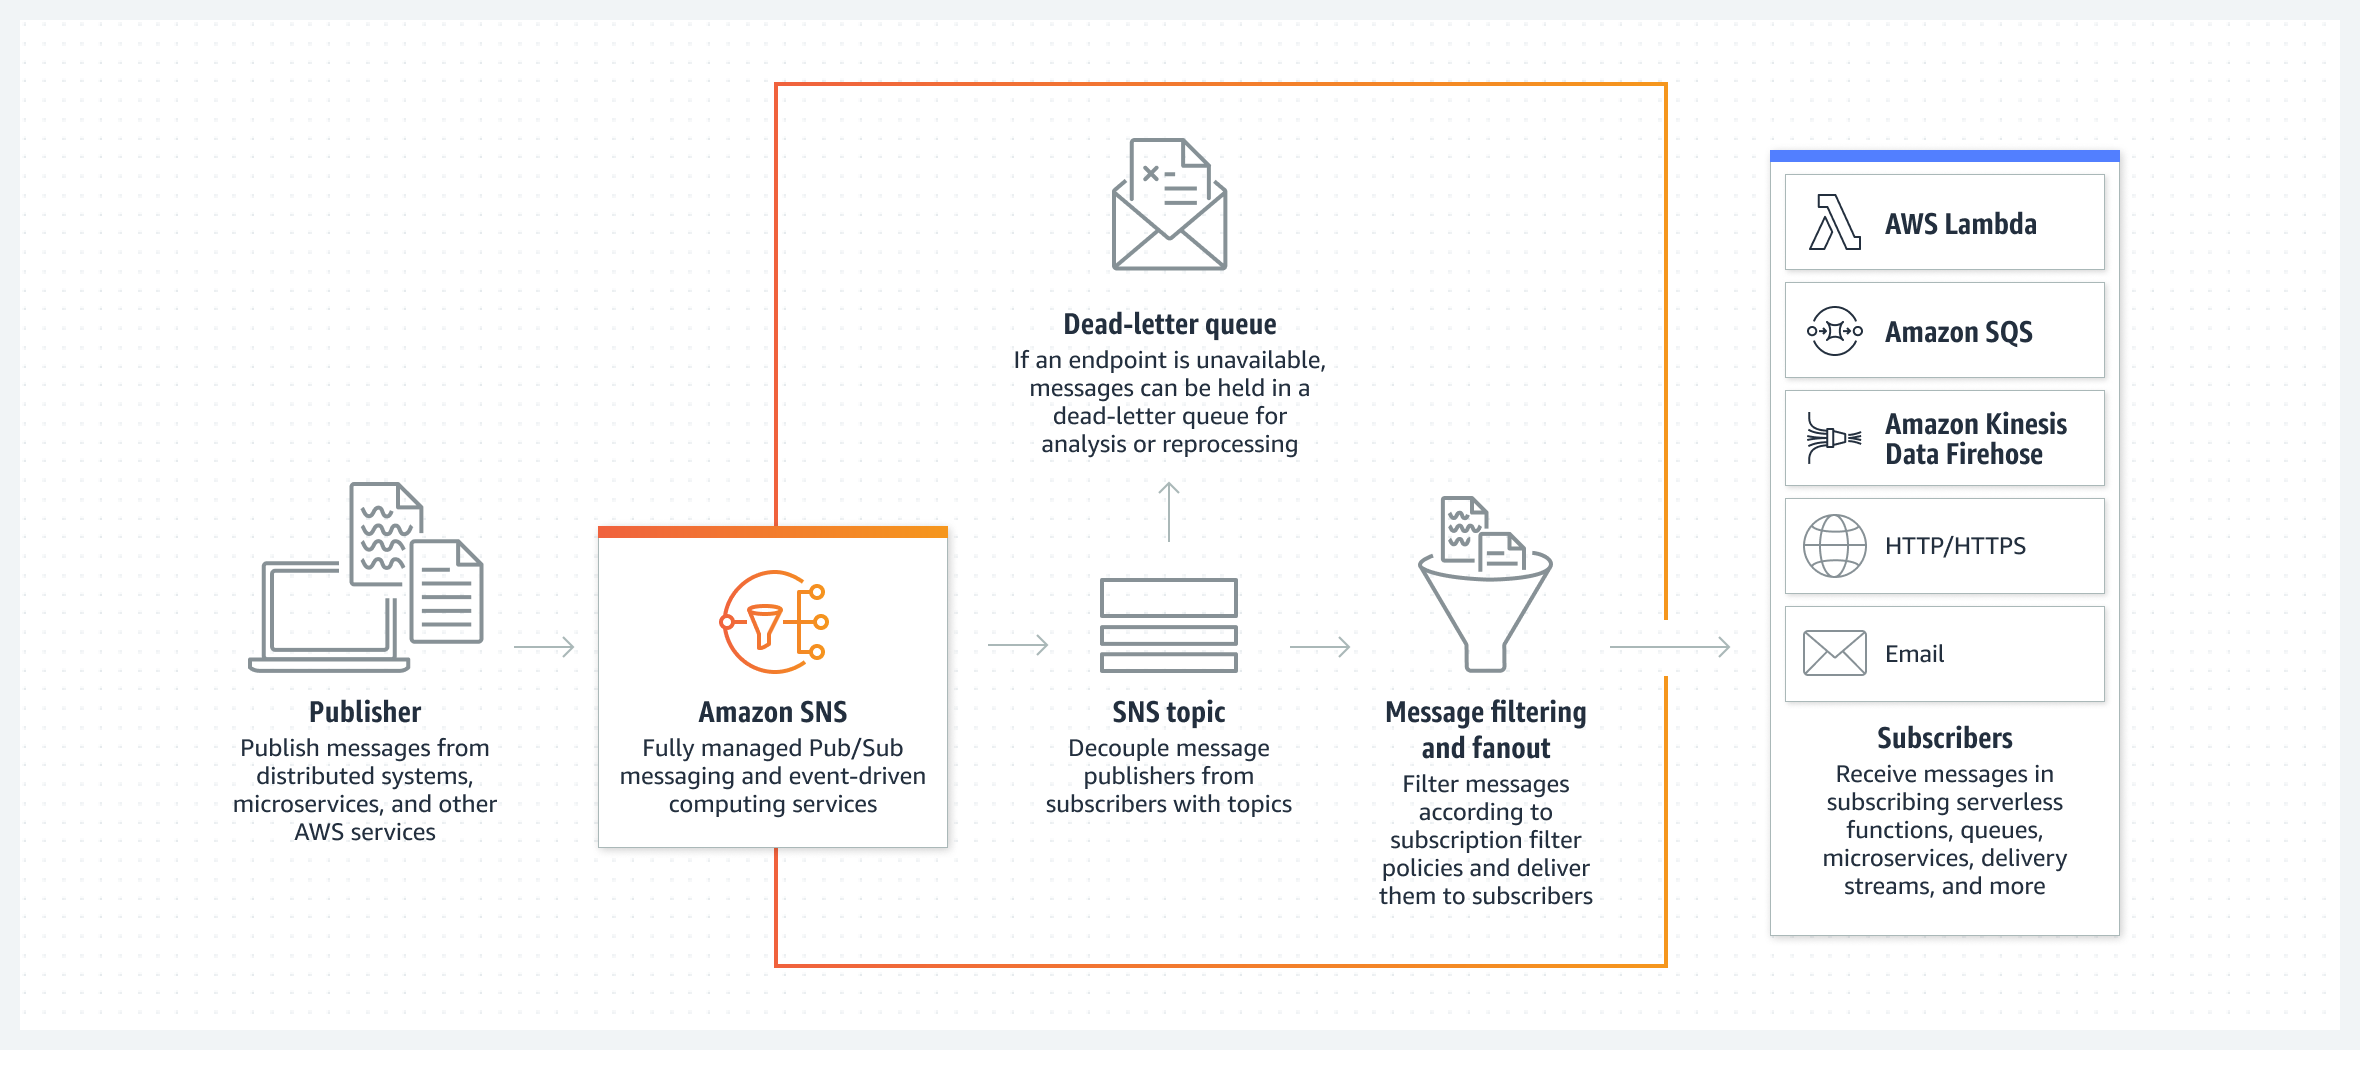 Publisher
Publish messages from
distributed systems,
microservices, and other
AWS services
Amazon SNS
Fully managed Pub/Sub
messaging and event-driven
computing services
Dead-letter queue
If an endpoint is unavailable,
messages can be held in a
dead-letter queue for
analysis or reprocessing
SNS topic
Decouple message
publishers from
subscribers with topics
Message filtering
and fanout
Filter messages
according to
subscription filter
policies and deliver
them to subscribers
AWS Lambda
Amazon SQS
Amazon Kinesis
Data Firehose
HTTP/HTTPS
Email
Subscribers
Receive messages in
subscribing serverless
functions, queues,
microservices, delivery
streams, and more